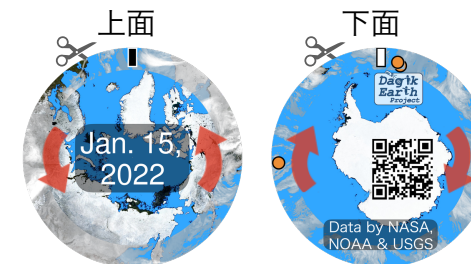 上面
下面
Jan. 15,
2022
Dagik
Earth
Project
Data by NASA,
NOAA & USGS